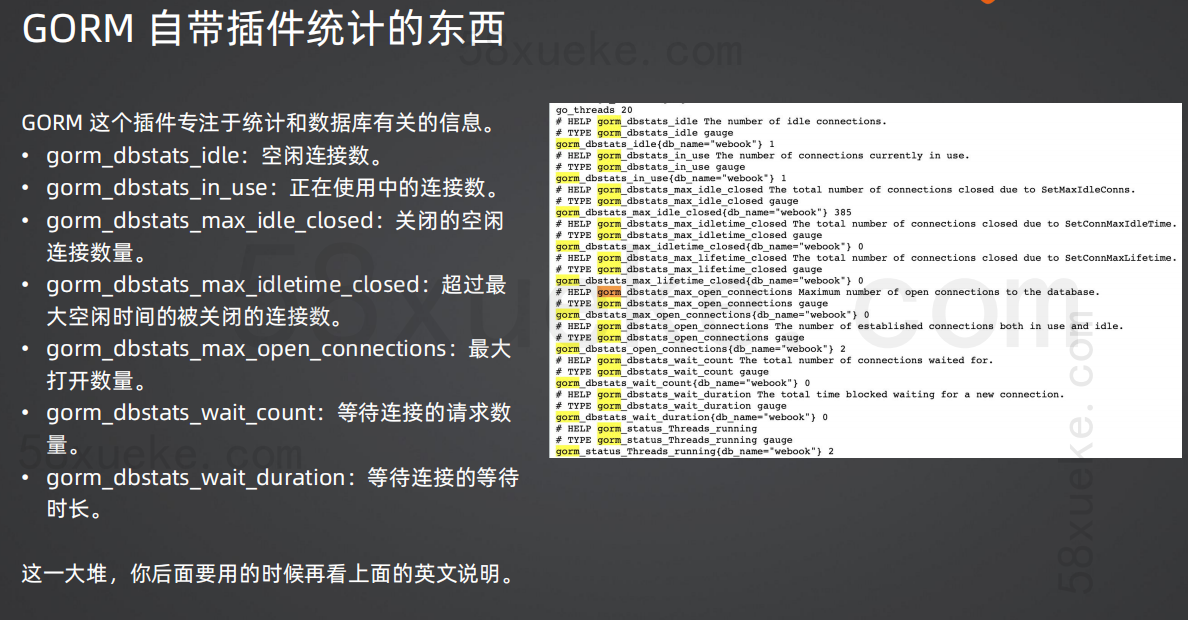 GORM 自带插件统计的东西
58xueke.com
GORM 这个插件专注于统计和数据库有关的信息。
• gorm_dbstats_idle：空闲连接数。
• gorm_dbstats_in_use：正在使用中的连接数。
• gorm_dbstats_max_idle_closed：关闭的空闲
连接数量。
• gorm_dbstats_max_idletime_closed：超过最
大空闲时间的被关闭的连接数。
• gorm_dbstats_max_open_connections：最大
打开数量。
• gorm_dbstats_wait_count：等待连接的请求数
量。
• gorm_dbstats_wait_duration：等待连接的等待
时长。
这一大堆，你后面要用的时候再看上面的英文说明。
go_threads 20
# HELP gorm_dbstats_idle The number of idle connections.
# TYPE gorm_dbstats_idle gauge
gorm_dbstats_idle{db_name="webook"} 1
# HELP gorm_dbstats_in_use The number of connections currently in use.
# TYPE gorm_dbstats_in_use gauge
gorm_dbstats_in_use{db_name="webook"} 1
# HELP gorm_dbstats_max_idle_closed The total number of connections closed due to SetMaxIdleConns.
# TYPE gorm_dbstats_max_idle_closed gauge
gorm_dbstats_max_idle_closed{db_name="webook"} 385
# HELP gorm_dbstats_max_idletime_closed The total number of connections closed due to SetConnMaxIdleTime.
# TYPE gorm_dbstats_max_idletime_closed gauge
gorm_dbstats_max_idletime_closed{db_name="webook"} 0
# HELP gorm_dbstats_max_lifetime_closed The total number of connections closed due to SetConnMaxLifetime.
# TYPE gorm_dbstats_max_lifetime_closed gauge
gorm_dbstats_max_lifetime_closed{db_name="webook"} 0
# HELP gorm_dbstats_max_open_connections Maximum number of open connections to the database.
# TYPE gorm_dbstats_max_open_connections gauge
gorm_dbstats_max_open_connections{db_name="webook"} 0
# HELP gorm_dbstats_open_connections The number of established connections both in use and idle.
# TYPE gorm_dbstats_open_connections gauge
gorm_dbstats_open_connections{db_name="webook"} 2
# HELP gorm_dbstats_wait_count The total number of connections waited for.
# TYPE gorm_dbstats_wait_count gauge
gorm_dbstats_wait_count{db_name="webook"} 0
# HELP gorm_dbstats_wait_duration The total time blocked waiting for a new connection.
# TYPE gorm_dbstats_wait_duration gauge
gorm_dbstats_wait_duration{db_name="webook"} 0
# HELP gorm_status_Threads_running
# TYPE gorm_status_Threads_running gauge
gorm_status_Threads_running{db_name="webook"} 2
58xueke.com
58xueke.com
58xueke.com